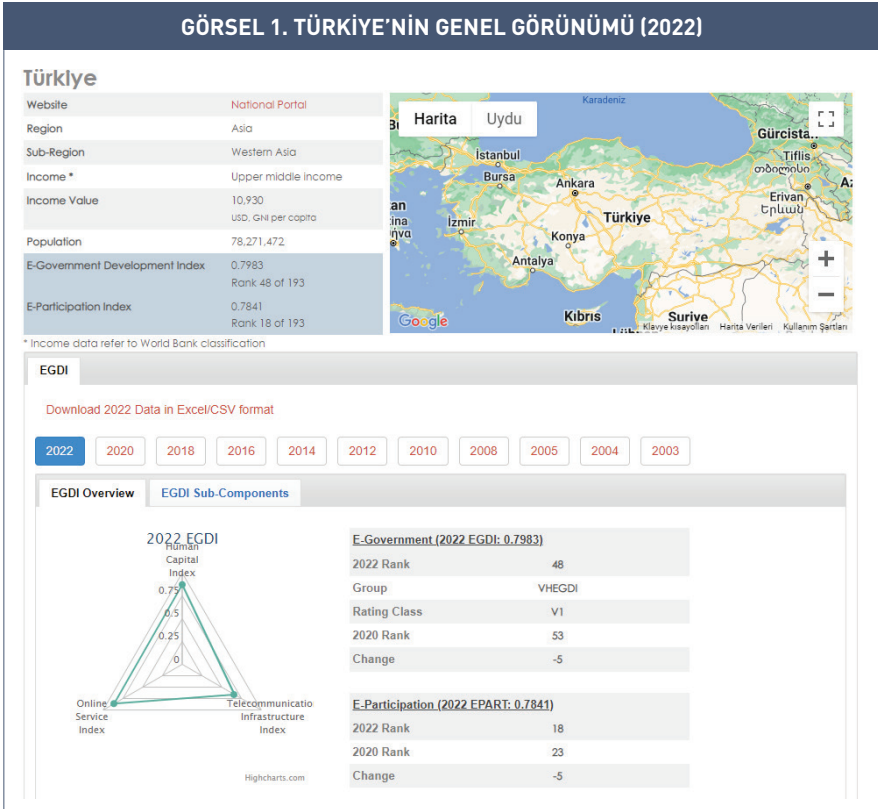 GÖRSEL 1. TÜRKİYE'NİN GENEL GÖRÜNÜMÜ (2022)
Türkiye
Website National Portal
Region Asia
Sub-Region Western Asia
Income * Upper middle income
Income Value 10,930
USD, GNI per capita
Population 78,271,472
E-Government Development Index 0.7983
Rank 48 of 193
E-Participation Index 0.7841
Rank 18 of 193
* Income data refer to World Bank classification
Harita Uydu
Karadeniz
Gürcista
Tiflis
თბილისი
İstanbul
Bursa
Ankara
Erivan
Երևան
İzmir
Türkiye
Konya
Antalya
Kıbrıs
Suriye
+
−
Google
Klavye kısayolları Harita Verileri Kullanım Şartları
EGDI
Download 2022 Data in Excel/CSV format
2022 2020 2018 2016 2014 2012 2010 2008 2005 2004 2003
EGDI Overview EGDI Sub-Components
2022 EGDI
Human
Capital
Index
0.75
0.5
0.25
0
Online
Service
Index
Telecommunicatio
Infrastructure
Index
Highcharts.com
E-Government (2022 EGDI: 0.7983)
2022 Rank 48
Group VHEGDI
Rating Class V1
2020 Rank 53
Change -5
E-Participation (2022 EPART: 0.7841)
2022 Rank 18
2020 Rank 23
Change -5